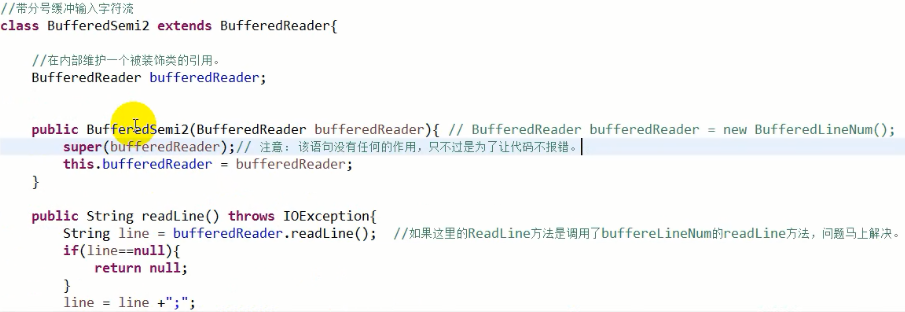 //带分号缓冲输入字符流
class BufferedSemi2 extends BufferedReader{
//在内部维护一个被装饰类的引用。
BufferedReader bufferedReader;
public BufferedSemi2(BufferedReader bufferedReader){ // BufferedReader bufferedReader = new BufferedLineNum();
super(bufferedReader);// 注意: 该语句没有任何的作用，只不过是为了让代码不报错。
this.bufferedReader = bufferedReader;
}
public String readLine() throws IOException{
String line = bufferedReader.readLine(); //如果这里的ReadLine方法是调用了buffereLineNum的readLine方法，问题马上解决。
if(line==null){
return null;
}
line = line +";";